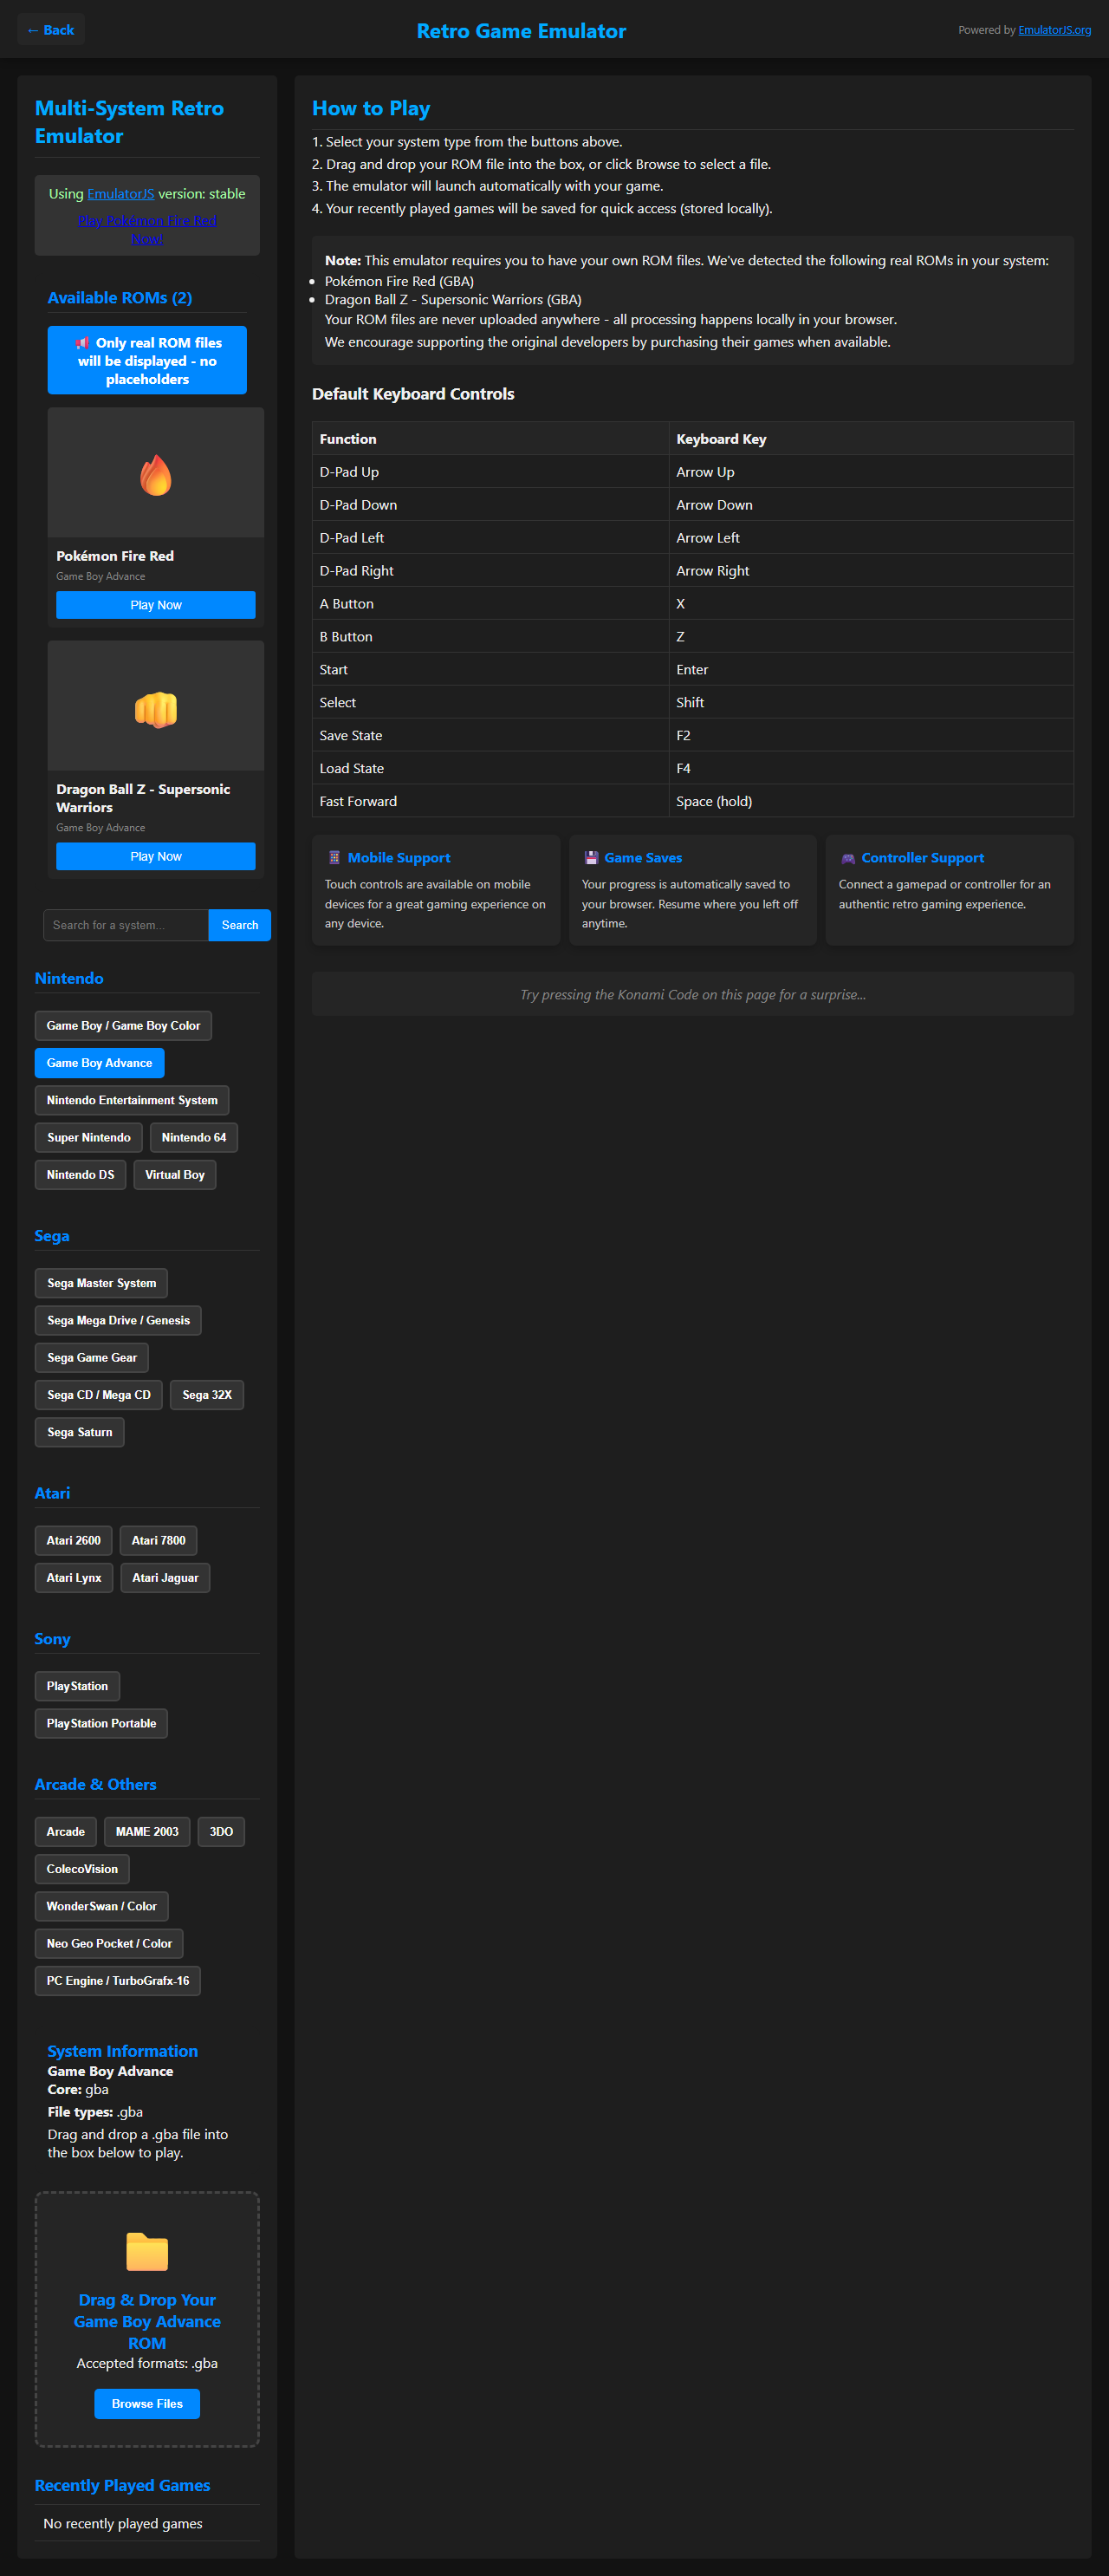 ← Back
Retro Game Emulator
Powered by EmulatorJS.org
Multi-System Retro
Emulator
Using EmulatorJS version: stable
Play Pokémon Fire Red
Now!
Available ROMs (2)
Only real ROM files
will be displayed - no
placeholders
Pokémon Fire Red
Game Boy Advance
Play Now
Dragon Ball Z - Supersonic
Warriors
Game Boy Advance
Play Now
Search for a system...
Search
Nintendo
Game Boy / Game Boy Color
Game Boy Advance
Nintendo Entertainment System
Super Nintendo
Nintendo 64
Nintendo DS
Virtual Boy
Sega
Sega Master System
Sega Mega Drive / Genesis
Sega Game Gear
Sega CD / Mega CD
Sega 32X
Sega Saturn
Atari
Atari 2600
Atari 7800
Atari Lynx
Atari Jaguar
Sony
PlayStation
PlayStation Portable
Arcade & Others
Arcade
MAME 2003
3DO
ColecoVision
WonderSwan / Color
Neo Geo Pocket / Color
PC Engine / TurboGrafx-16
System Information
Game Boy Advance
Core: gba
File types: .gba
Drag and drop a .gba file into
the box below to play.
Drag & Drop Your
Game Boy Advance
ROM
Accepted formats: .gba
Browse Files
Recently Played Games
No recently played games
How to Play
1. Select your system type from the buttons above.
2. Drag and drop your ROM file into the box, or click Browse to select a file.
3. The emulator will launch automatically with your game.
4. Your recently played games will be saved for quick access (stored locally).
Note: This emulator requires you to have your own ROM files. We've detected the following real ROMs in your system:
• Pokémon Fire Red (GBA)
• Dragon Ball Z - Supersonic Warriors (GBA)
Your ROM files are never uploaded anywhere - all processing happens locally in your browser.
We encourage supporting the original developers by purchasing their games when available.
Default Keyboard Controls
Function Keyboard Key
D-Pad Up Arrow Up
D-Pad Down Arrow Down
D-Pad Left Arrow Left
D-Pad Right Arrow Right
A Button X
B Button Z
Start Enter
Select Shift
Save State F2
Load State F4
Fast Forward Space (hold)
Mobile Support
Touch controls are available on mobile
devices for a great gaming experience on
any device.
Game Saves
Your progress is automatically saved to
your browser. Resume where you left off
anytime.
Controller Support
Connect a gamepad or controller for an
authentic retro gaming experience.
Try pressing the Konami Code on this page for a surprise...